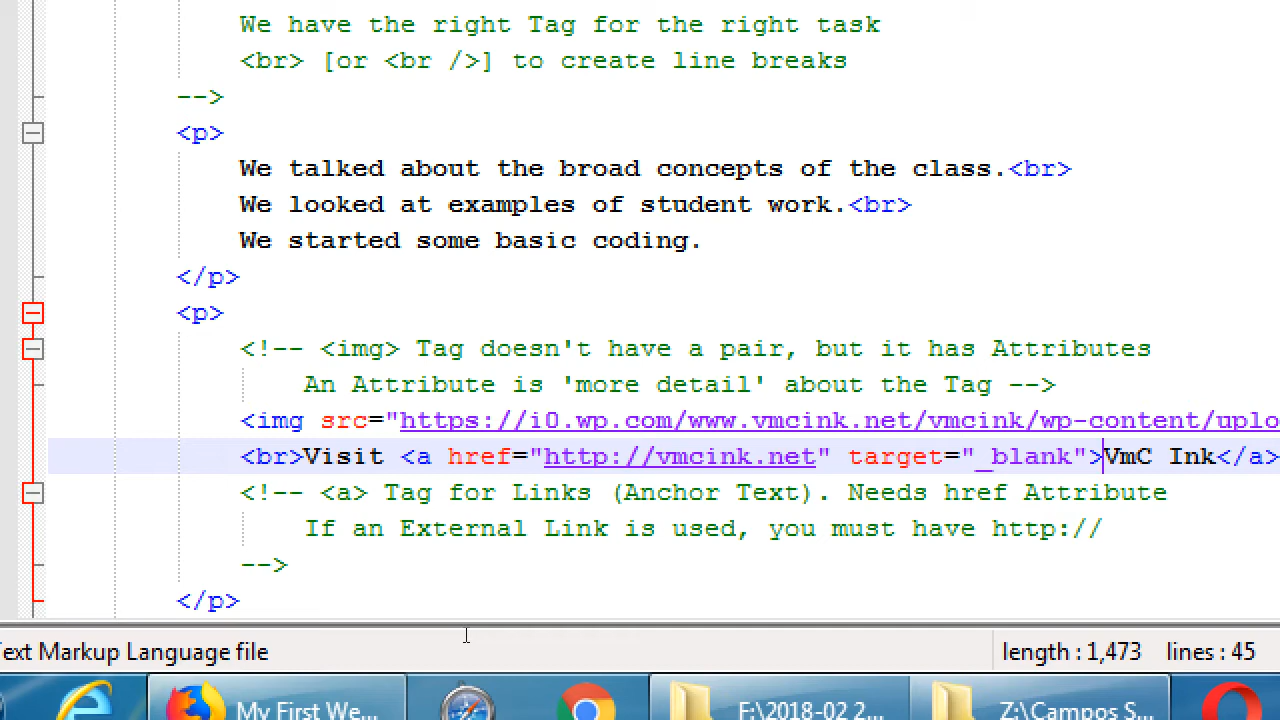 We have the right Tag for the right task
<br> [or <br />] to create line breaks
-->
<p>
We talked about the broad concepts of the class.<br>
We looked at examples of student work.<br>
We started some basic coding.
</p>
<p>
<!-- <img> Tag doesn't have a pair, but it has Attributes
An Attribute is 'more detail' about the Tag -->
<img src="https://i0.wp.com/www.vmcink.net/vmcink/wp-content/uplo
<br>Visit <a href="http://vmcink.net" target="_blank">VmC Ink</a>
<!-- <a> Tag for Links (Anchor Text). Needs href Attribute
If an External Link is used, you must have http://
-->
</p>
ext Markup Language file length : 1,473 lines : 45
My First We... F:\2018-02 2... Z:\Campos S...